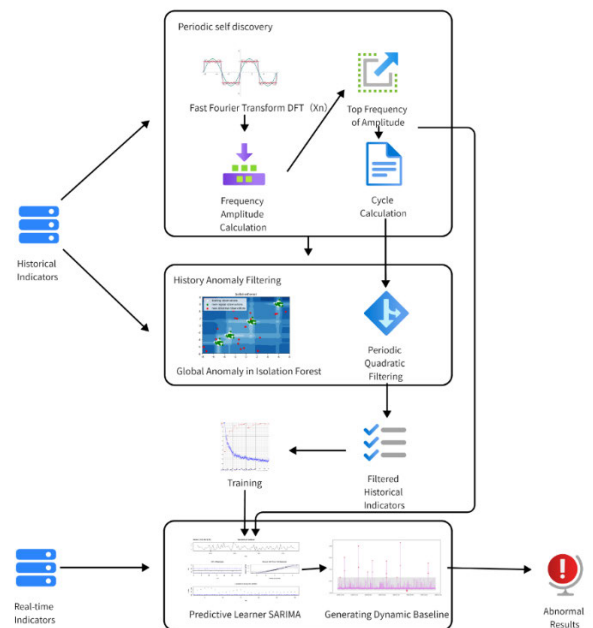 Periodic self discovery
Fast Fourier Transform DFT（Xn）
Top Frequency
of Amplitude
Frequency
Amplitude
Calculation
Cycle
Calculation
Historical
Indicators
History Anomaly Filtering
Global Anomaly in Isolation Forest
Periodic
Quadratic
Filtering
Training
Filtered
Historical
Indicators
Real-time
Indicators
Predictive Learner SARIMA
Generating Dynamic Baseline
Abnormal
Results